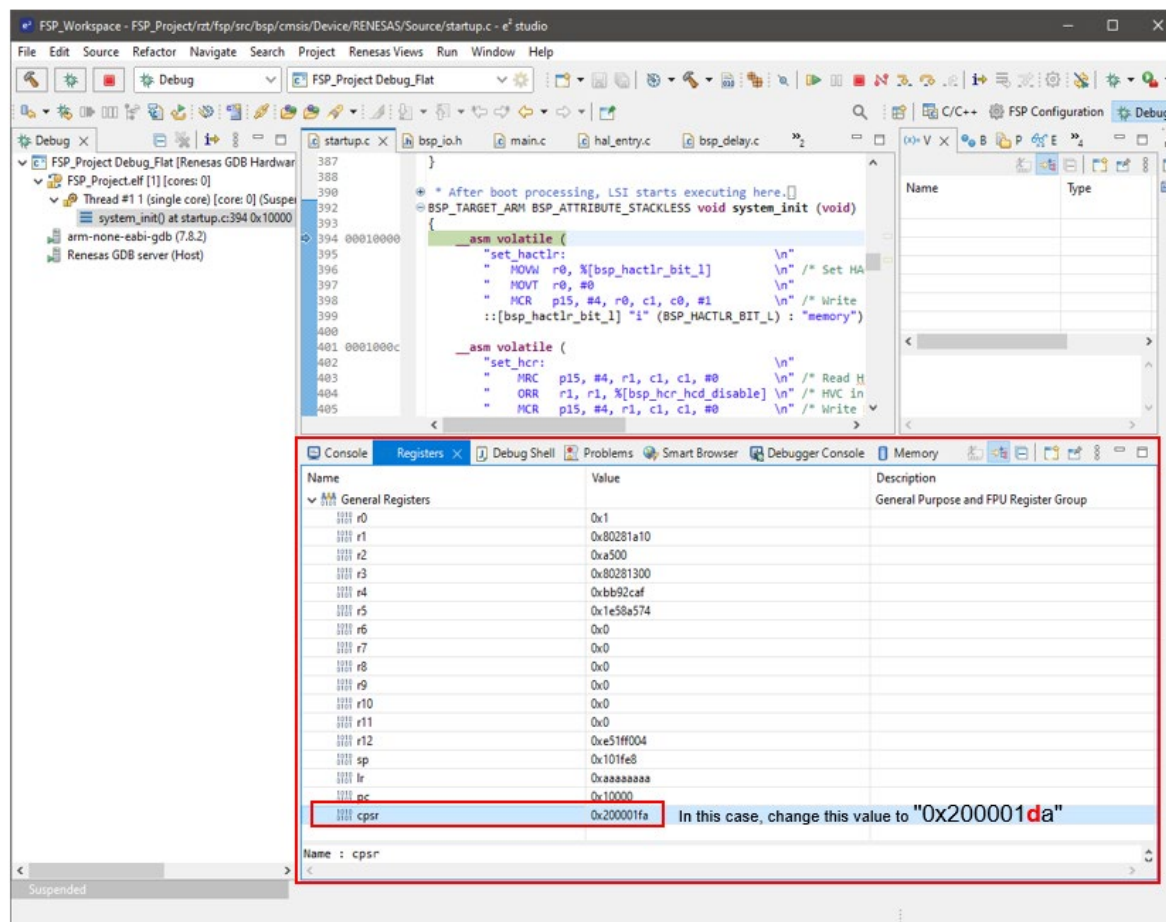 FSP_Workspace - FSP_Project/rzt/fsp/src/bsp/cmsis/Device/RENESAS/Source/startup.c - e² studio
File Edit Source Refactor Navigate Search Project Renesas Views Run Window Help
Debug
FSP_Project Debug_Flat
C/C++
FSP Configuration
Debug
Debug
FSP_Project Debug_Flat [Renesas GDB Hardwar
FSP_Project.elf [1] [cores: 0]
Thread #1 1 (single core) [core: 0] (Suspe
system_init() at startup.c:394 0x10000
arm-none-eabi-gdb (7.8.2)
Renesas GDB server (Host)
startup.c bsp_io.h main.c hal_entry.c bsp_delay.c »2
387 }
388
390 * After boot processing, LSI starts executing here.
392 BSP_TARGET_ARM BSP_ATTRIBUTE_STACKLESS void system_init (void)
393 {
394 00010000 __asm volatile (
395 "set_hactlr: \n"
396 " MOVW r0, %[bsp_hactlr_bit_l] \n" /* Set HA
397 " MOVT r0, #0 \n"
398 " MCR p15, #4, r0, c1, c0, #1 \n" /* Write
399 ::[bsp_hactlr_bit_l] "i" (BSP_HACTLR_BIT_L) : "memory")
400
401 0001000c __asm volatile (
402 "set_hcr: \n"
403 " MRC p15, #4, r1, c1, c1, #0 \n" /* Read H
404 " ORR r1, r1, %[bsp_hcr_hcd_disable] \n" /* HVC in
405 " MCR p15, #4, r1, c1, c1, #0 \n" /* Write
(x)= V B P E »4
Name Type
Console Registers Debug Shell Problems Smart Browser Debugger Console Memory
Name Value Description
General Registers General Purpose and FPU Register Group
r0 0x1
r1 0x80281a10
r2 0xa500
r3 0x80281300
r4 0xbb92caf
r5 0x1e58a574
r6 0x0
r7 0x0
r8 0x0
r9 0x0
r10 0x0
r11 0x0
r12 0xe51ff004
sp 0x101fe8
lr 0xaaaaaaaa
pc 0x10000
cpsr 0x200001fa In this case, change this value to "0x200001da"
Name : cpsr
Suspended